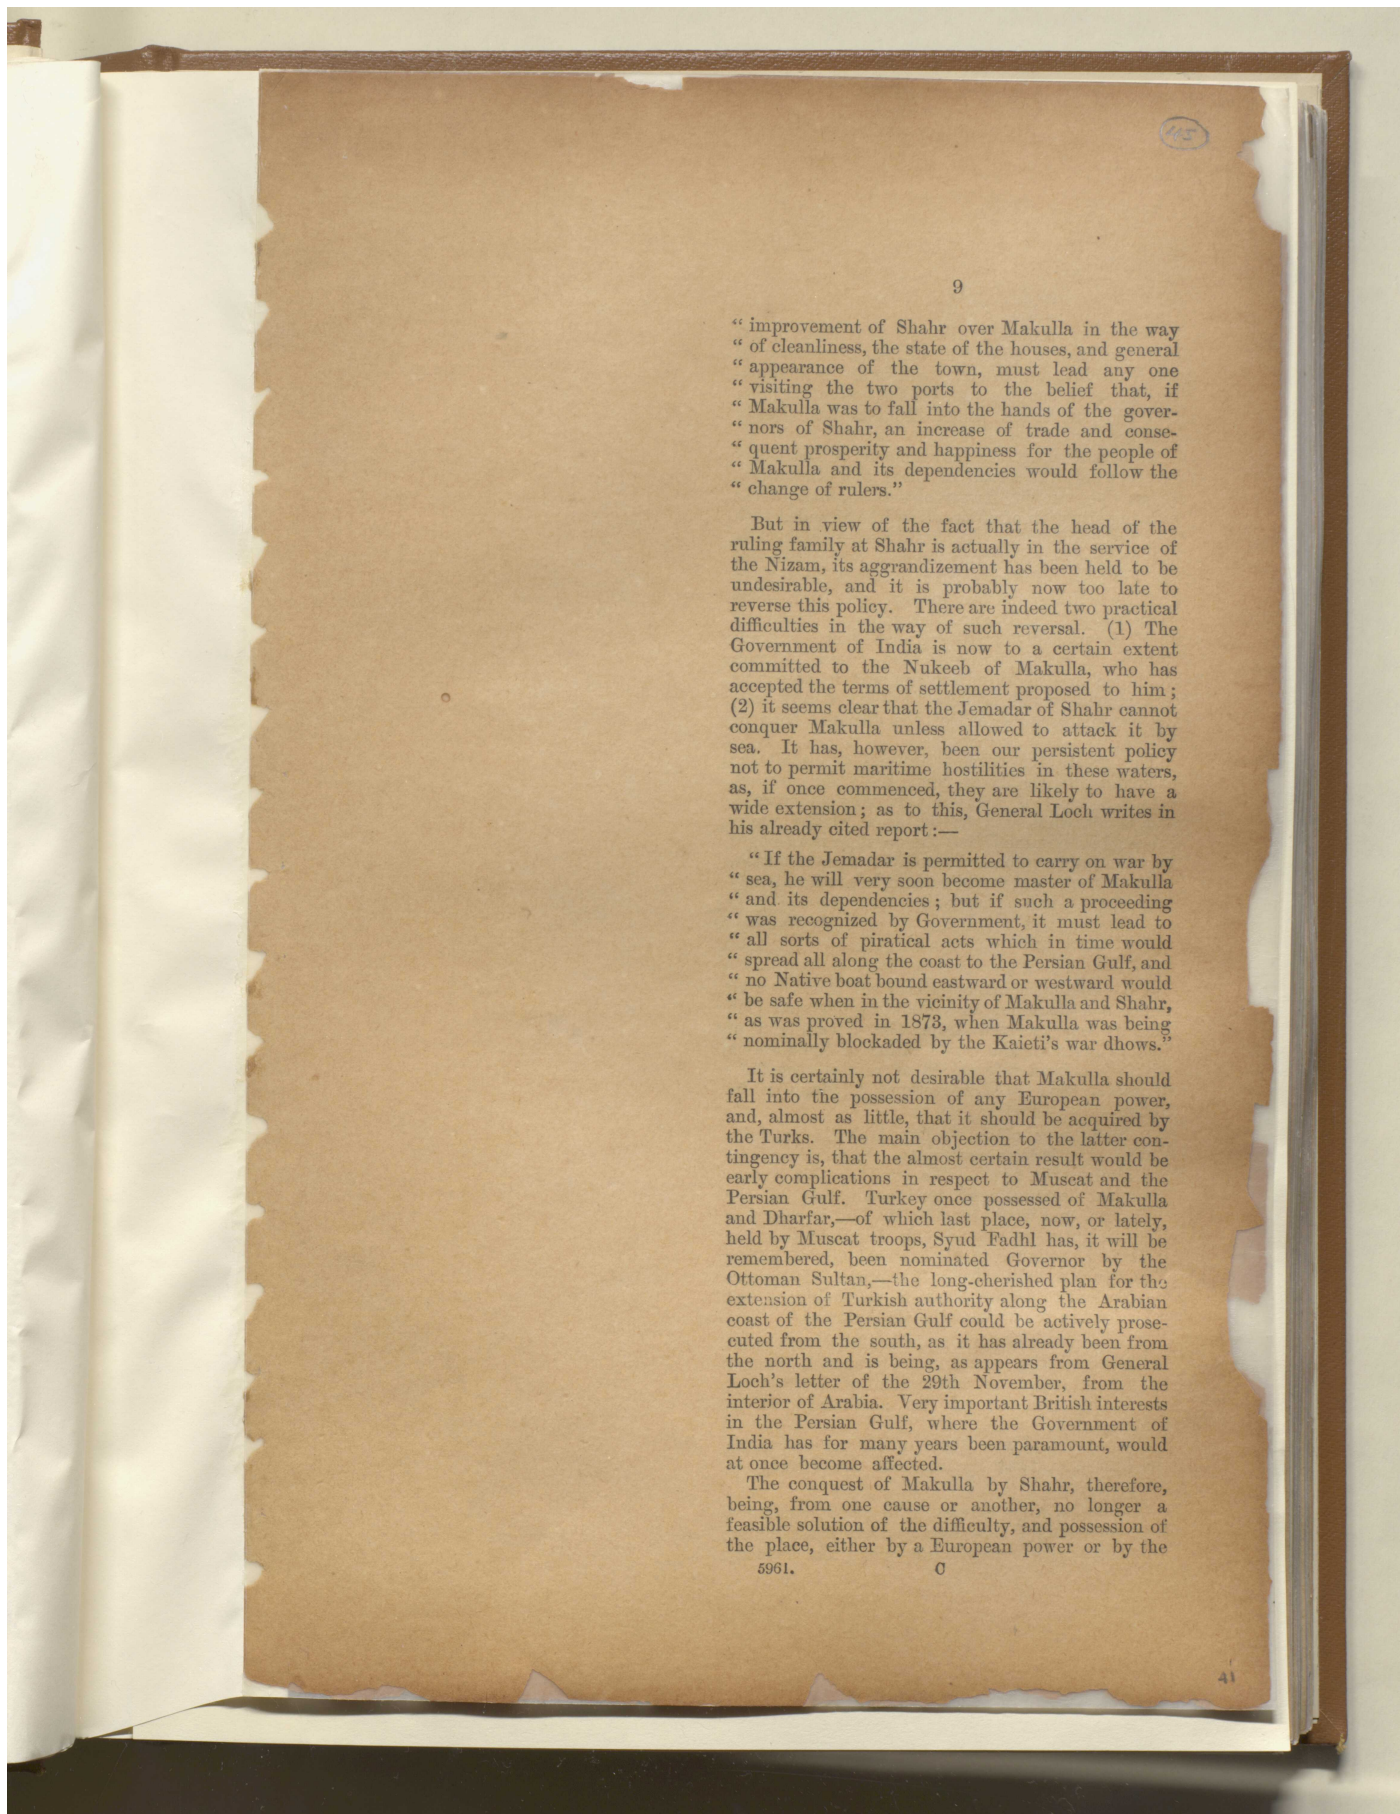 165
9
“ improvement of Shahr over Makulla in the way
“ of cleanliness, the state of the houses, and general
“ appearance of the town, must lead any one
“ visiting the two ports to the belief that, if
“ Makulla was to fall into the hands of the gover-
“ nors of Shahr, an increase of trade and conse-
“ quent prosperity and happiness for the people of
“ Makulla and its dependencies would follow the
“ change of rulers.”
But in view of the fact that the head of the
ruling family at Shahr is actually in the service of
the Nizam, its aggrandizement has been held to be
undesirable, and it is probably now too late to
reverse this policy. There are indeed two practical
difficulties in the way of such reversal. (1) The
Government of India is now to a certain extent
committed to the Nukeeb of Makulla, who has
accepted the terms of settlement proposed to him ;
(2) it seems clear that the Jemadar of Shahr cannot
conquer Makulla unless allowed to attack it by
sea. It has, however, been our persistent policy
not to permit maritime hostilities in these waters,
as, if once commenced, they are likely to have a
wide extension ; as to this, General Loch writes in
his already cited report :—
“ If the Jemadar is permitted to carry on war by
“ sea, he will very soon become master of Makulla
“ and its dependencies ; but if such a proceeding
“ was recognized by Government, it must lead to
“ all sorts of piratical acts which in time would
“ spread all along the coast to the Persian Gulf, and
“ no Native boat bound eastward or westward would
“ be safe when in the vicinity of Makulla and Shahr,
“ as was proved in 1873, when Makulla was being
“ nominally blockaded by the Kaieti’s war dhows.”
It is certainly not desirable that Makulla should
fall into the possession of any European power,
and, almost as little, that it should be acquired by
the Turks. The main objection to the latter con-
tingency is, that the almost certain result would be
early complications in respect to Muscat and the
Persian Gulf. Turkey once possessed of Makulla
and Dharfar,—of which last place, now, or lately,
held by Muscat troops, Syud Fadhl has, it will be
remembered, been nominated Governor by the
Ottoman Sultan,—the long-cherished plan for the
extension of Turkish authority along the Arabian
coast of the Persian Gulf could be actively prose-
cuted from the south, as it has already been from
the north and is being, as appears from General
Loch’s letter of the 29th November, from the
interior of Arabia. Very important British interests
in the Persian Gulf, where the Government of
India has for many years been paramount, would
at once become affected.
The conquest of Makulla by Shahr, therefore,
being, from one cause or another, no longer a
feasible solution of the difficulty, and possession of
the place, either by a European power or by the
5961. C
41